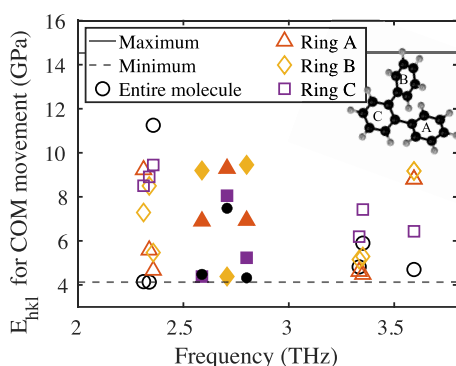 E_hkl for COM movement (GPa)
16
14
12
10
8
6
4
Maximum
Minimum
Entire molecule
Ring A
Ring B
Ring C
B
C
A
2 2.5 3 3.5
Frequency (THz)